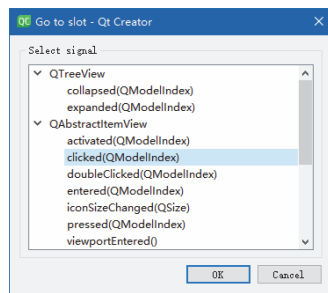 QC Go to slot - Qt Creator
Select signal
QTreeView
collapsed(QModelIndex)
expanded(QModelIndex)
QAbstractItemView
activated(QModelIndex)
clicked(QModelIndex)
doubleClicked(QModelIndex)
entered(QModelIndex)
iconSizeChanged(QSize)
pressed(QModelIndex)
viewportEntered()
OK Cancel